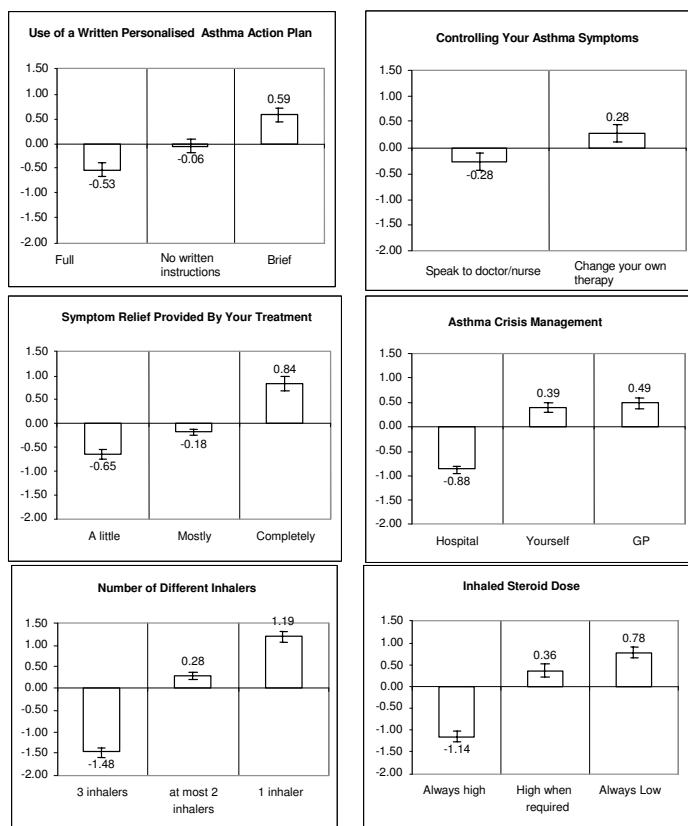 Use of a Written Personalised Asthma Action Plan
1.50
1.00
0.50
0.00
-0.50
-1.00
-1.50
-2.00
0.59
-0.06
-0.53
Full
No written
instructions
Brief
Controlling Your Asthma Symptoms
1.50
1.00
0.50
0.00
-0.50
-1.00
-1.50
-2.00
0.28
-0.28
Speak to doctor/nurse
Change your own
therapy
Symptom Relief Provided By Your Treatment
1.50
1.00
0.50
0.00
-0.50
-1.00
-1.50
-2.00
0.84
-0.18
-0.65
A little
Mostly
Completely
Asthma Crisis Management
1.50
1.00
0.50
0.00
-0.50
-1.00
-1.50
-2.00
0.39
0.49
-0.88
Hospital
Yourself
GP
Number of Different Inhalers
1.50
1.00
0.50
0.00
-0.50
-1.00
-1.50
-2.00
1.19
0.28
-1.48
3 inhalers
at most 2
inhalers
1 inhaler
Inhaled Steroid Dose
1.50
1.00
0.50
0.00
-0.50
-1.00
-1.50
-2.00
0.78
0.36
-1.14
Always high
High when
required
Always Low